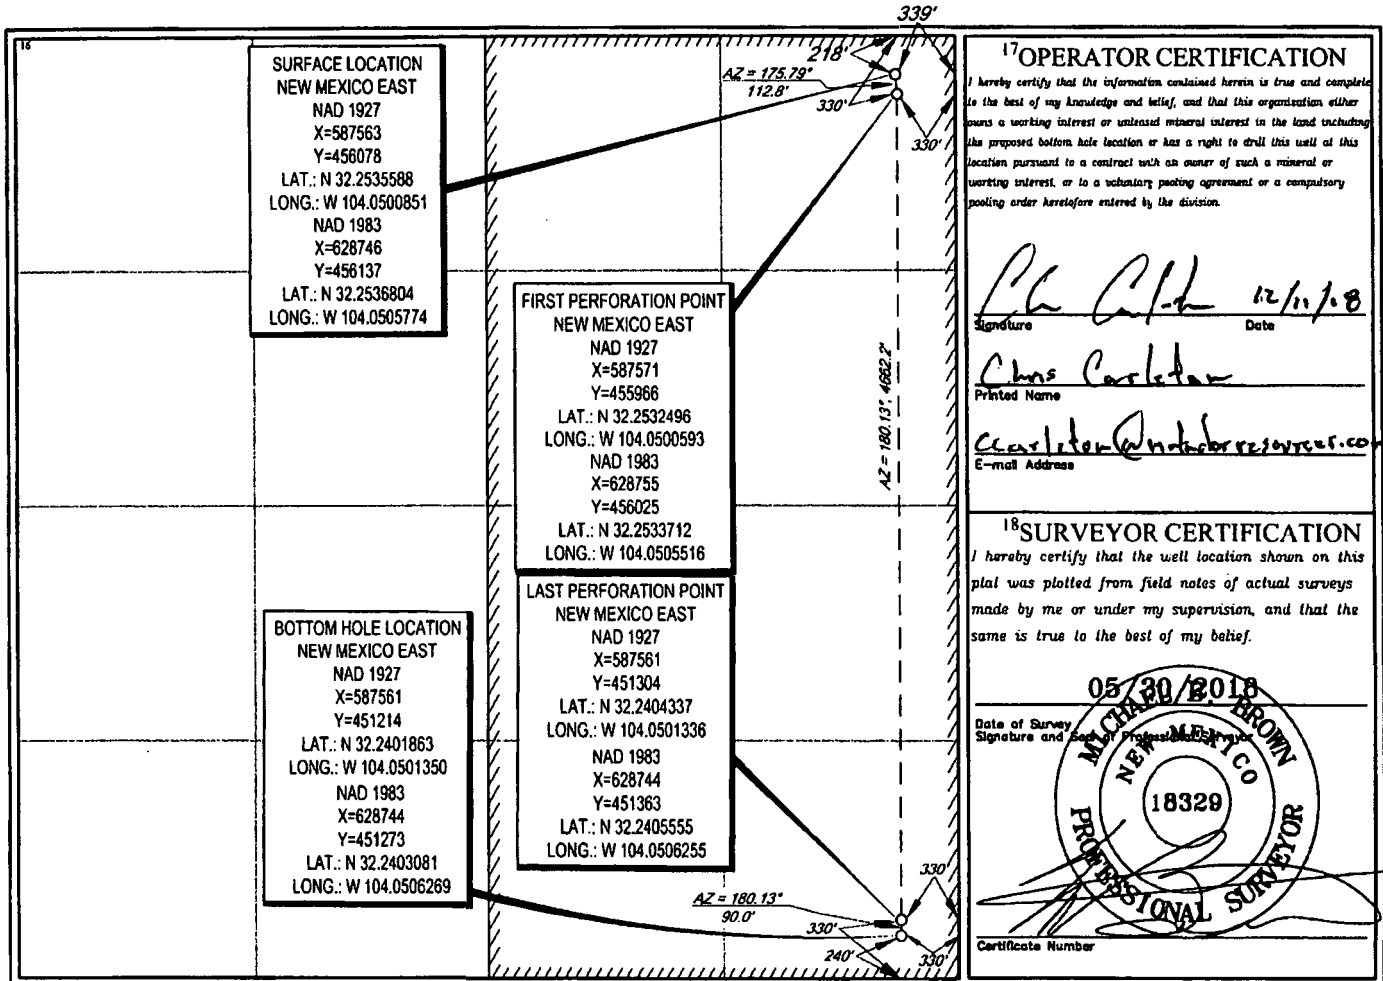 16
SURFACE LOCATION
NEW MEXICO EAST
NAD 1927
X=587563
Y=456078
LAT.: N 32.2535588
LONG.: W 104.0500851
NAD 1983
X=628746
Y=456137
LAT.: N 32.2536804
LONG.: W 104.0505774
339'
218'
AZ = 175.79°
112.8'
330'
330'
FIRST PERFORATION POINT
NEW MEXICO EAST
NAD 1927
X=587571
Y=455966
LAT.: N 32.2532496
LONG.: W 104.0500593
NAD 1983
X=628755
Y=456025
LAT.: N 32.2533712
LONG.: W 104.0505516
AZ = 180.13°, 4662.2'
LAST PERFORATION POINT
NEW MEXICO EAST
NAD 1927
X=587561
Y=451304
LAT.: N 32.2404337
LONG.: W 104.0501336
NAD 1983
X=628744
Y=451363
LAT.: N 32.2405555
LONG.: W 104.0506255
BOTTOM HOLE LOCATION
NEW MEXICO EAST
NAD 1927
X=587561
Y=451214
LAT.: N 32.2401863
LONG.: W 104.0501350
NAD 1983
X=628744
Y=451273
LAT.: N 32.2403081
LONG.: W 104.0506269
AZ = 180.13°
90.0'
330'
330'
240'
330'
17 OPERATOR CERTIFICATION
I hereby certify that the information contained herein is true and complete
to the best of my knowledge and belief, and that this organization either
owns a working interest or unleased mineral interest in the land including
the proposed bottom hole location or has a right to drill this well at this
location pursuant to a contract with an owner of such a mineral or
working interest, or to a voluntary pooling agreement or a compulsory
pooling order heretofore entered by the division.
Signature
Date
Chris Carleton
Printed Name
E-mail Address
18 SURVEYOR CERTIFICATION
I hereby certify that the well location shown on this
plat was plotted from field notes of actual surveys
made by me or under my supervision, and that the
same is true to the best of my belief.
05/30/2018
Date of Survey
Signature and Seal of Professional Surveyor
MICHAEL B. BROWN
NEW MEXICO
18329
PROFESSIONAL SURVEYOR
Certificate Number